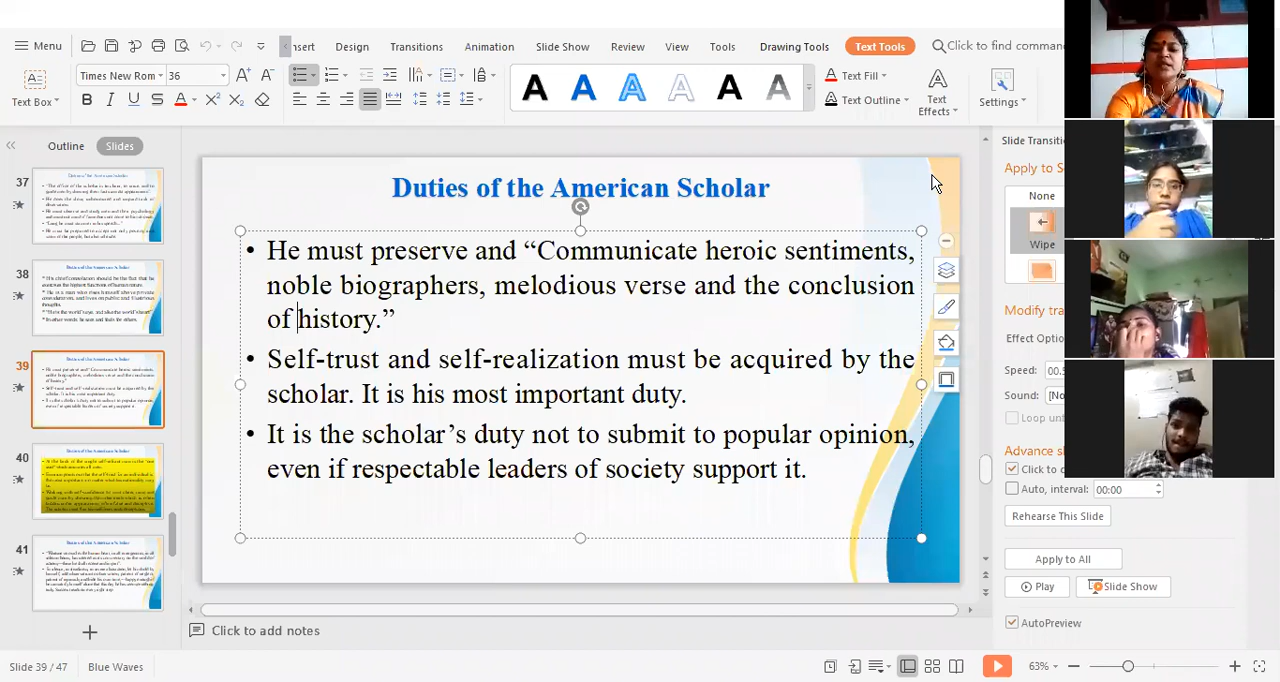 Menu
nsert
Design
Transitions
Animation
Slide Show
Review
View
Tools
Drawing Tools
Text Tools
Click to find comman
Text Box
Times New Rom
36
A+
A-
B
I
U
S
A
X2
X2
A
A
A
A
A
A
Text Fill
Text Outline
Text
Effects
Settings
Outline
Slides
37
38
39
40
41
Duties of the American Scholar
• He must preserve and “Communicate heroic sentiments,
noble biographers, melodious verse and the conclusion
of history.”
• Self-trust and self-realization must be acquired by the
scholar. It is his most important duty.
• It is the scholar’s duty not to submit to popular opinion,
even if respectable leaders of society support it.
Slide Transiti
Apply to S
None
Wipe
Modify tra
Effect Option
Speed:
00.
Sound:
[No
Loop unt
Advance s
Click to c
Auto, interval:
00:00
Rehearse This Slide
Apply to All
Play
Slide Show
AutoPreview
Click to add notes
Slide 39 / 47
Blue Waves
63%